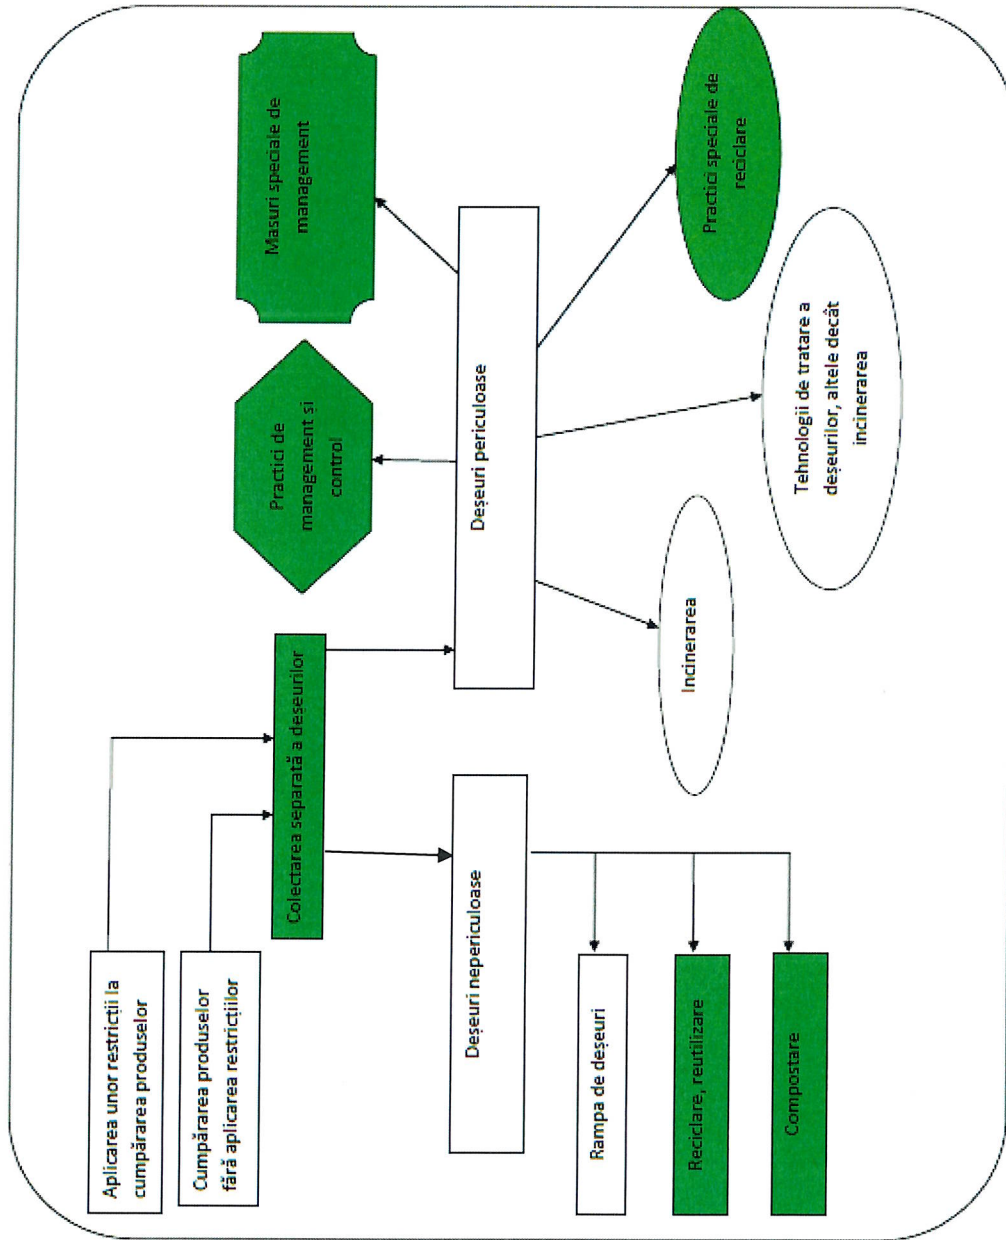 Aplicarea unor restricții la
cumpărarea produselor
Cumpărarea produselor
fără aplicarea restricțiilor
Colectarea separată a deșeurilor
Practici de
management și
control
Masuri speciale de
management
Deșeuri nepericuloase
Deșeuri periculoase
Rampa de deșeuri
Reciclare, reutilizare
Compostare
Incinerarea
Tehnologii de tratare a
deșeurilor, altele decât
incinerarea
Practici speciale de
reciclare